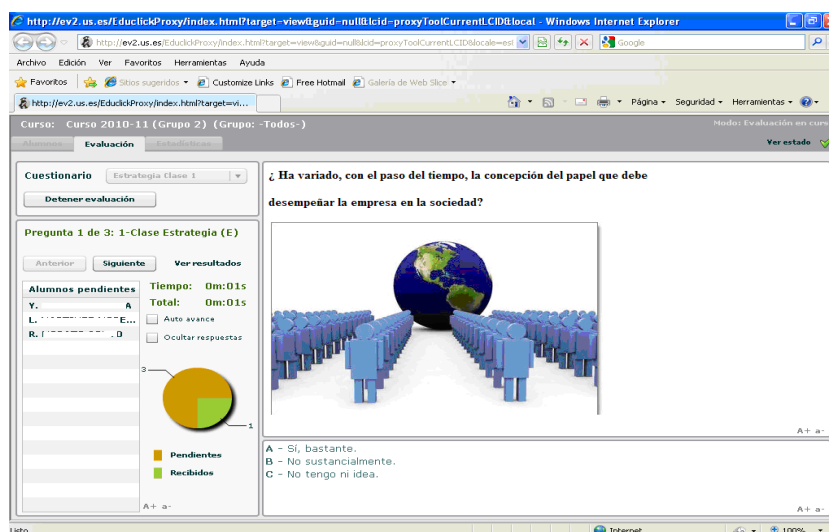 http://ev2.us.es/EduclickProxy/index.html?target=view&guid=null&lcid=proxyToolCurrentLCID&local - Windows Internet Explorer
http://ev2.us.es/EduclickProxy/index.html?target=view&guid=null&lcid=proxyToolCurrentLCID&locale=es
Google
Archivo Edición Ver Favoritos Herramientas Ayuda
Favoritos Sitios sugeridos Customize Links Free Hotmail Galería de Web Slice
http://ev2.us.es/EduclickProxy/index.html?target=vi...
Página Seguridad Herramientas
Curso: Curso 2010-11 (Grupo 2) (Grupo: -Todos-)
Modo: Evaluación en curs
Alumnos Evaluación Estadísticas
Ver estado
Cuestionario Estrategia Clase 1
Detener evaluación
Pregunta 1 de 3: 1-Clase Estrategia (E)
Anterior Siguiente Ver resultados
Alumnos pendientes
Y. A
L. E...
R. D
Tiempo: 0m:01s
Total: 0m:01s
Auto avance
Ocultar respuestas
3
1
Pendientes
Recibidos
A+ a-
¿ Ha variado, con el paso del tiempo, la concepción del papel que debe
desempeñar la empresa en la sociedad?
A+ a-
A - Sí, bastante.
B - No sustancialmente.
C - No tengo ni idea.
A+ a-
Listo
Internet
100%